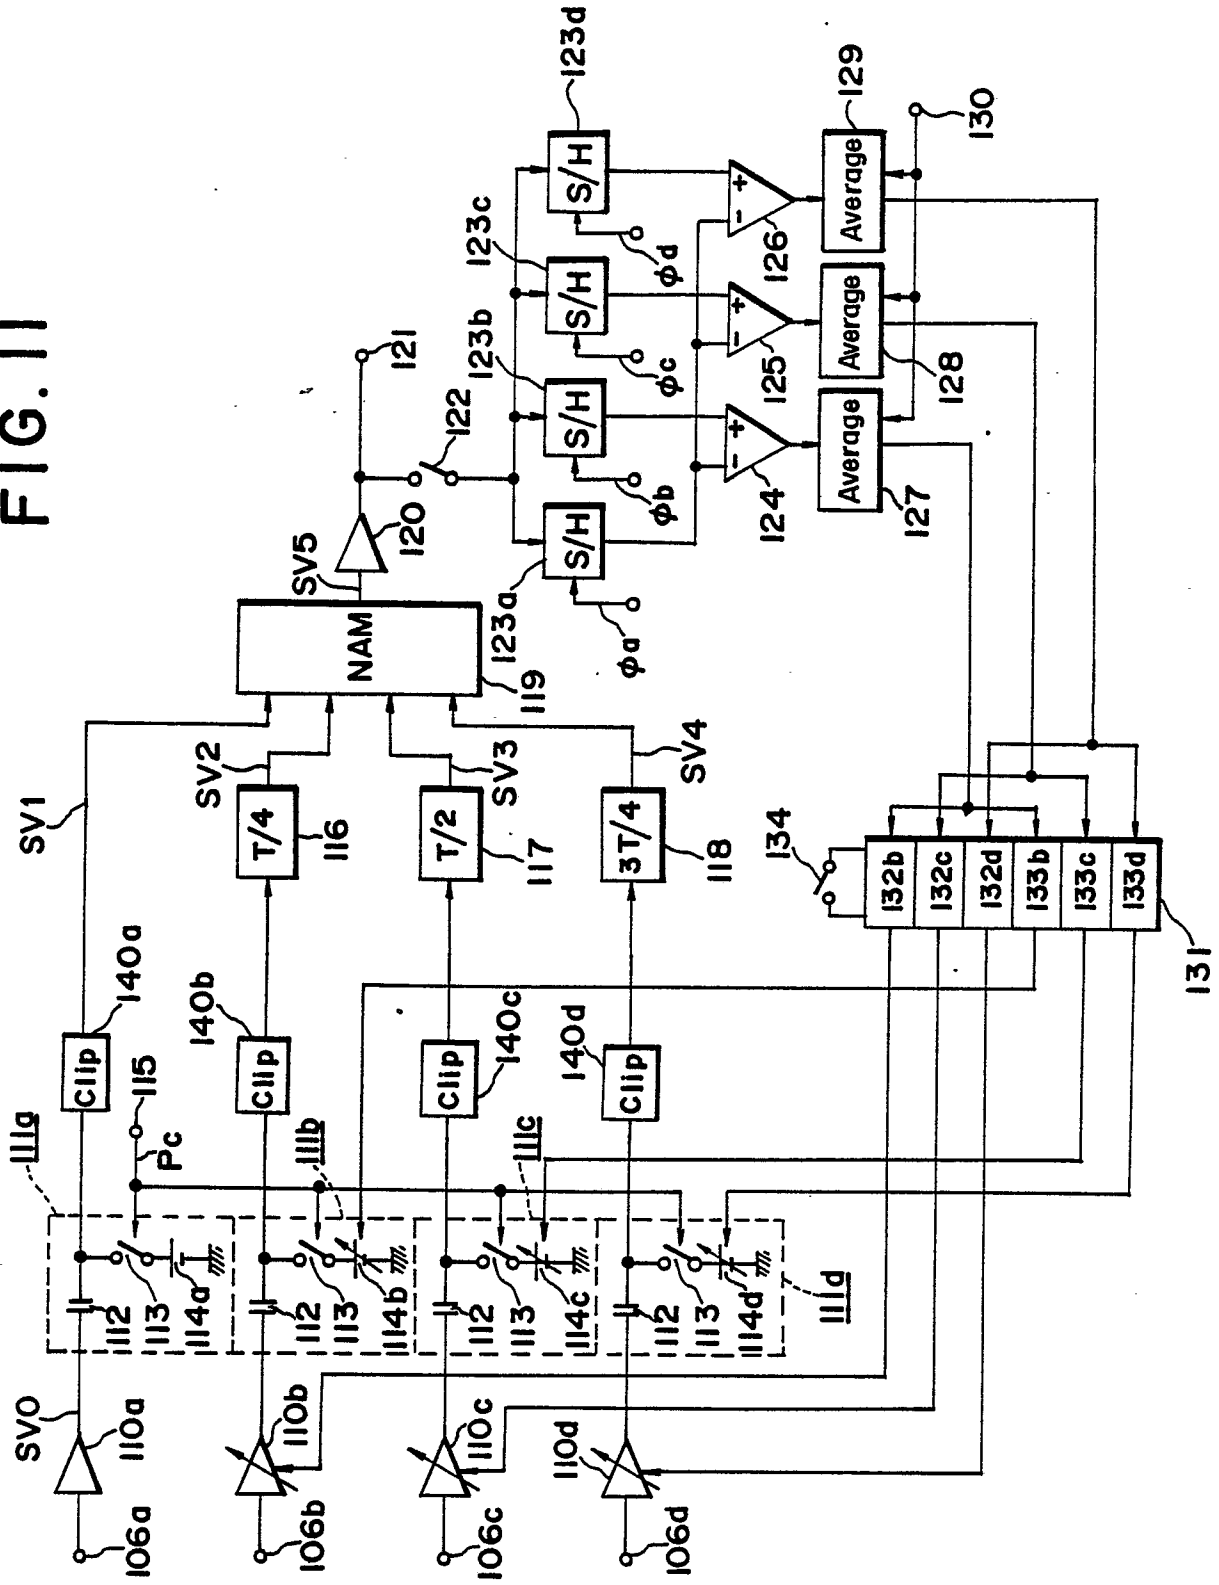 FIG. 11
106a
110a
SV0
112
113
114a
111a
Pc
115
Clip
140a
SV1
106b
110b
112
113
114b
111b
Clip
140b
T/4
116
SV2
106c
110c
112
113
114c
111c
Clip
140c
T/2
117
SV3
106d
110d
112
113
114d
111d
Clip
140d
3T/4
118
SV4
NAM
119
SV5
120
121
122
S/H
123a
φa
S/H
123b
φb
S/H
123c
φc
S/H
123d
φd
- +
124
- +
125
- +
126
Average
127
Average
128
Average
129
130
134
132b
132c
132d
133b
133c
133d
131